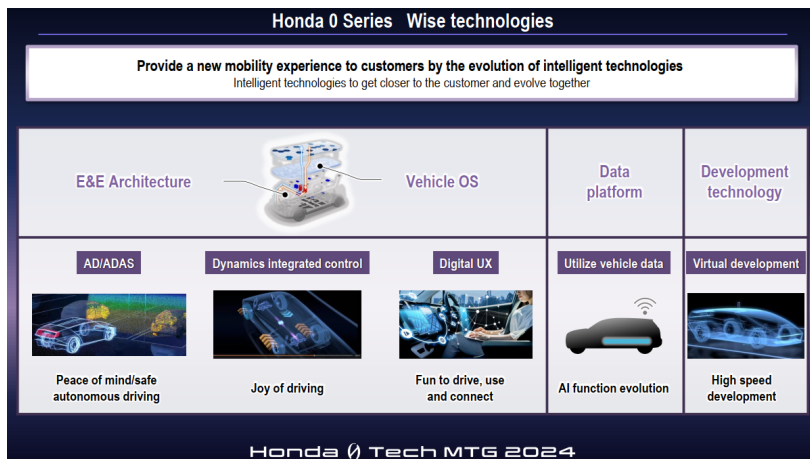 Honda 0 Series Wise technologies
Provide a new mobility experience to customers by the evolution of intelligent technologies
Intelligent technologies to get closer to the customer and evolve together
E&E Architecture
Vehicle OS
Data
platform
Development
technology
AD/ADAS
Dynamics integrated control
Digital UX
Utilize vehicle data
Virtual development
Peace of mind/safe
autonomous driving
Joy of driving
Fun to drive, use
and connect
AI function evolution
High speed
development
Honda 0 Tech MTG 2024